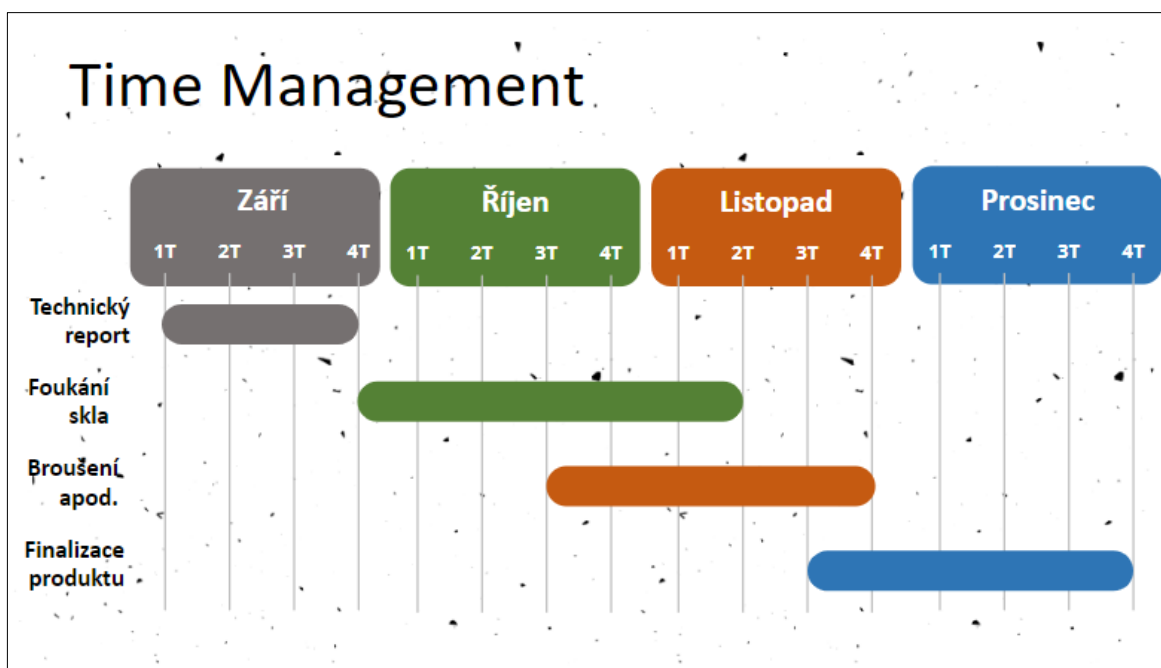 Time Management
Září
Říjen
Listopad
Prosinec
1T 2T 3T 4T
1T 2T 3T 4T
1T 2T 3T 4T
1T 2T 3T 4T
Technický
report
Foukání
skla
Broušení
apod.
Finalizace
produktu